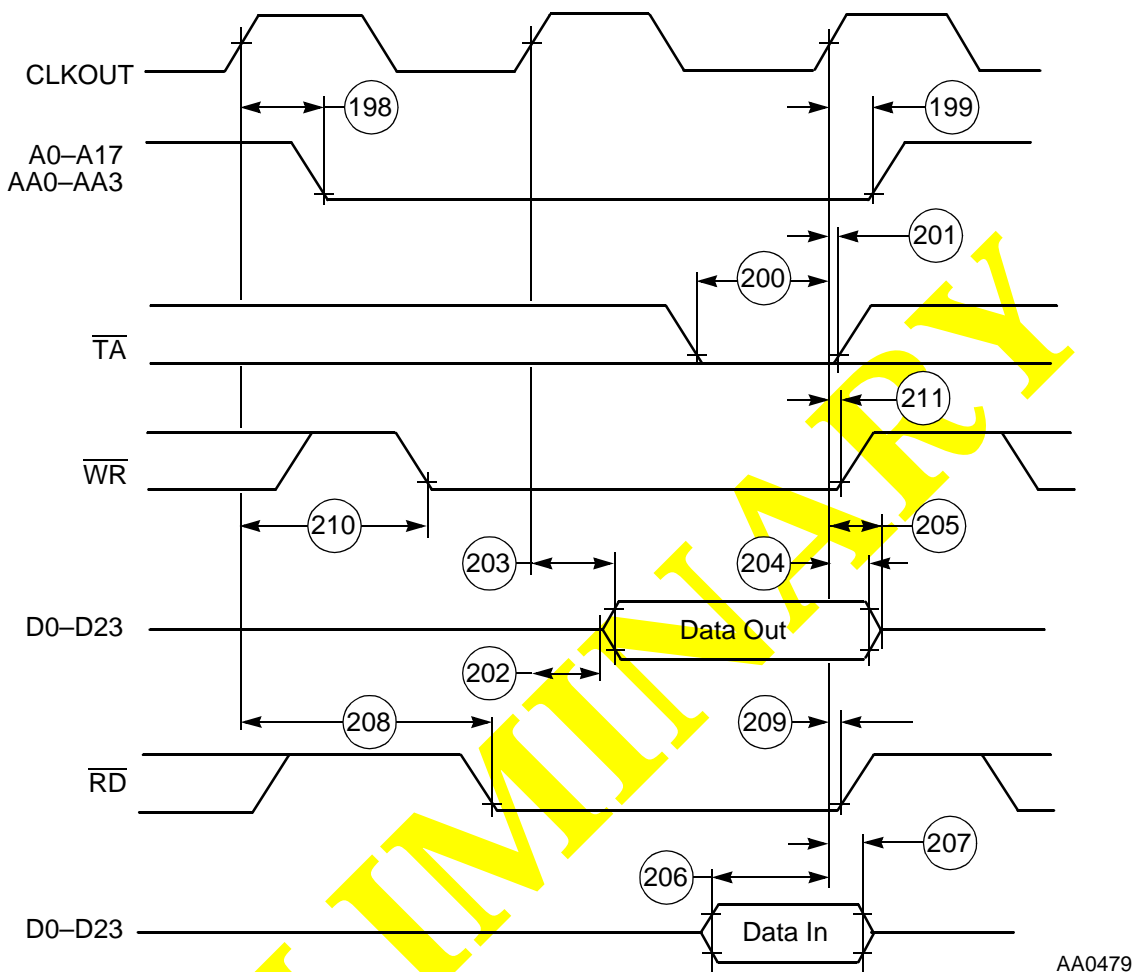 CLKOUT
198
199
A0–A17
AA0–AA3
201
200
TA
211
WR
210
205
203
204
D0–D23
Data Out
202
208
209
RD
207
206
D0–D23
Data In
AA0479
IMINARY